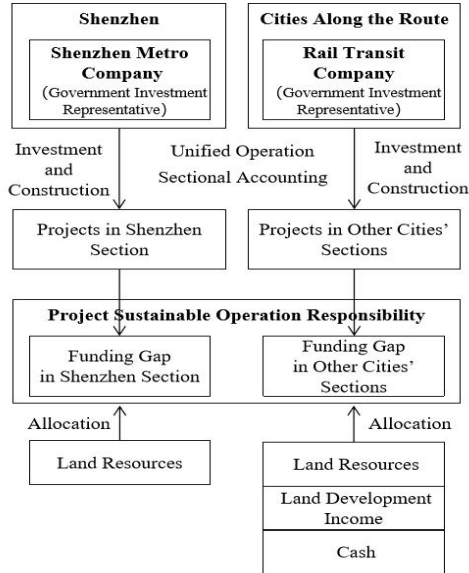 Shenzhen
Shenzhen Metro
Company
(Government Investment
Representative)
Cities Along the Route
Rail Transit
Company
(Government Investment
Representative)
Investment
and
Construction
Unified Operation
Sectional Accounting
Investment
and
Construction
Projects in Shenzhen
Section
Projects in Other Cities’
Sections
Project Sustainable Operation Responsibility
Funding Gap
in Shenzhen Section
Funding Gap
in Other Cities’
Sections
Allocation
Allocation
Land Resources
Land Resources
Land Development
Income
Cash